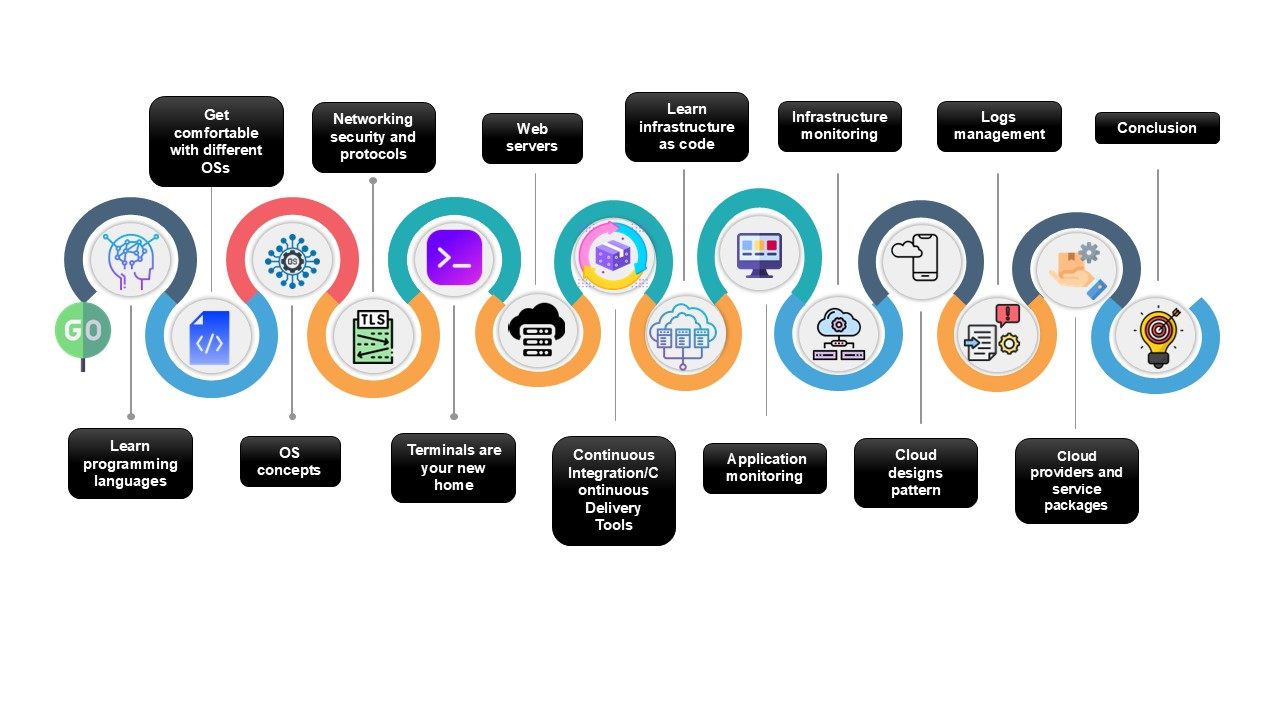 Get
comfortable
with different
OSs
Networking
security and
protocols
Web
servers
Learn
infrastructure
as code
Infrastructure
monitoring
Logs
management
Conclusion
GO
OS
TLS
Learn
programming
languages
OS
concepts
Terminals are
your new
home
Continuous
Integration/C
ontinuous
Delivery
Tools
Application
monitoring
Cloud
designs
pattern
Cloud
providers and
service
packages